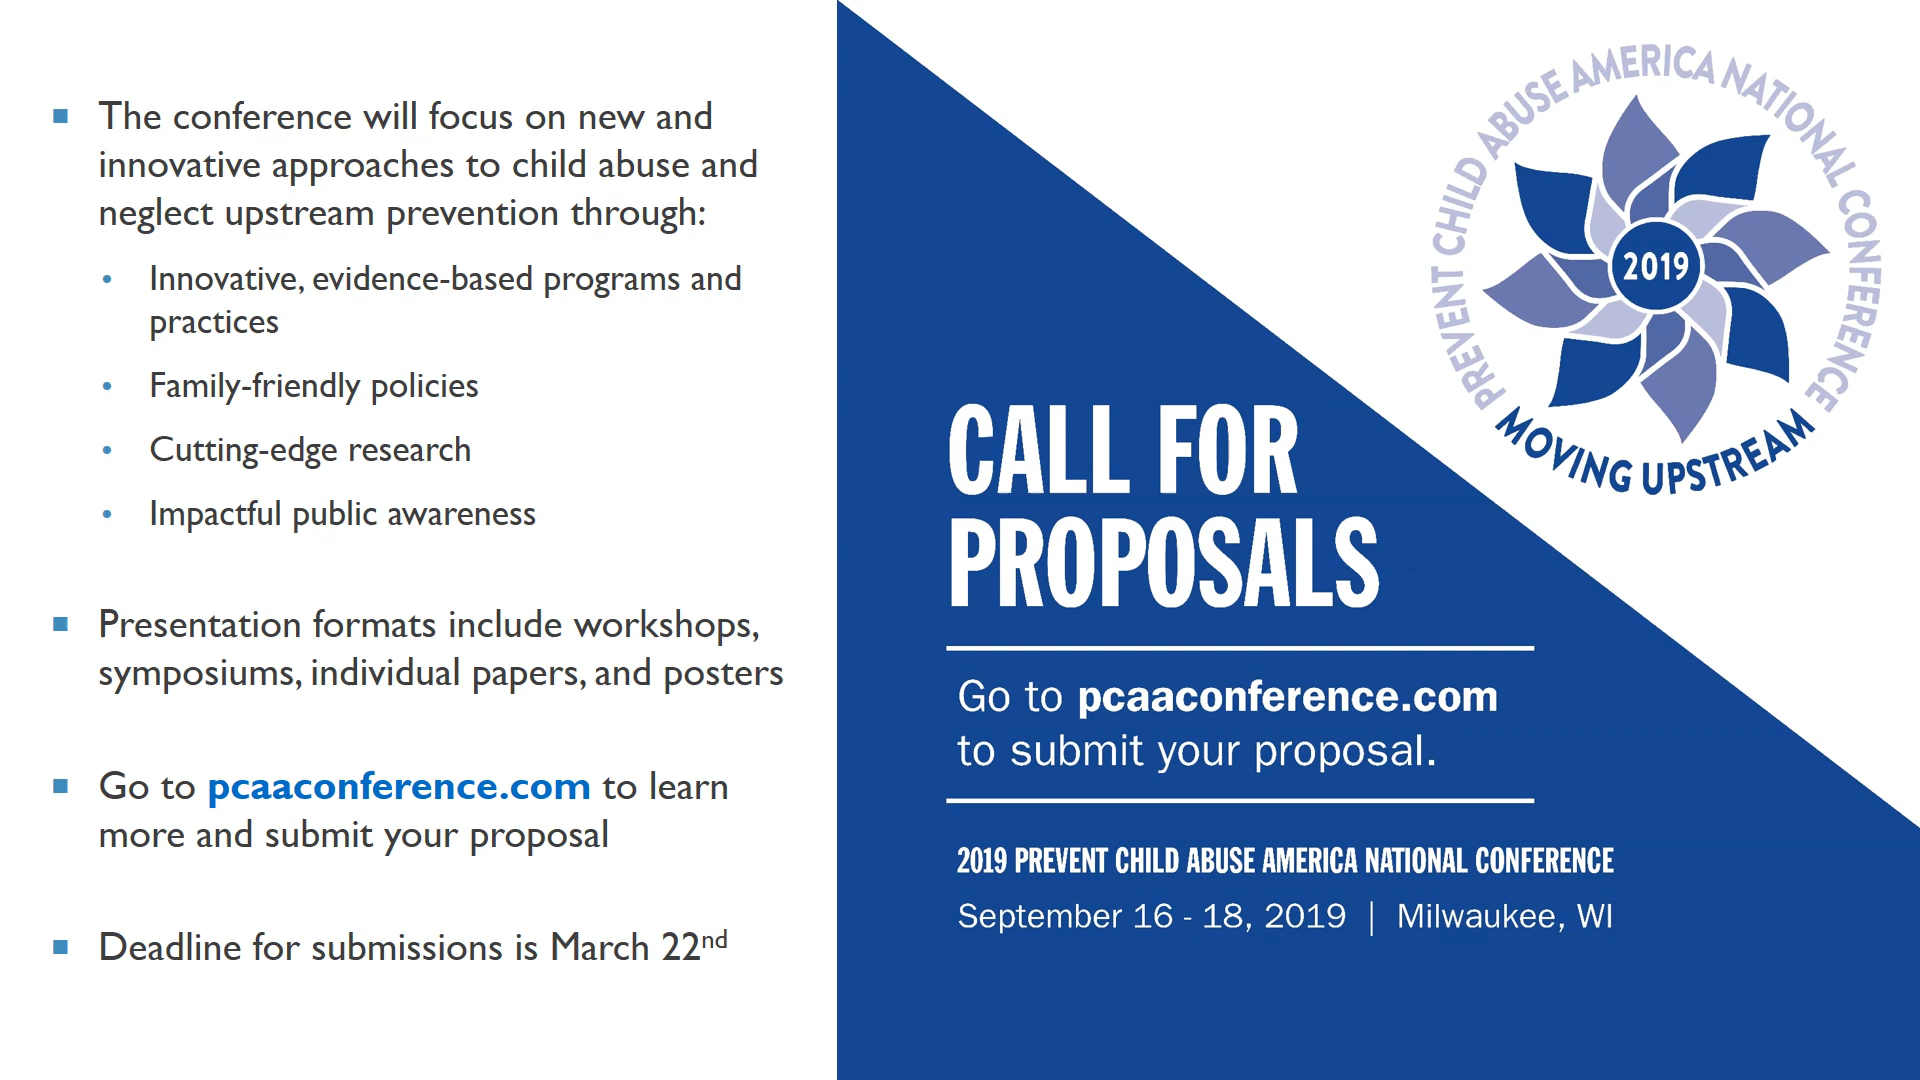 ▪ The conference will focus on new and
innovative approaches to child abuse and
neglect upstream prevention through:
• Innovative, evidence-based programs and
practices
• Family-friendly policies
• Cutting-edge research
• Impactful public awareness
▪ Presentation formats include workshops,
symposiums, individual papers, and posters
▪ Go to pcaaconference.com to learn
more and submit your proposal
▪ Deadline for submissions is March 22nd
PREVENT CHILD ABUSE AMERICA NATIONAL CONFERENCE
2019
MOVING UPSTREAM
CALL FOR
PROPOSALS
Go to pcaaconference.com
to submit your proposal.
2019 PREVENT CHILD ABUSE AMERICA NATIONAL CONFERENCE
September 16 - 18, 2019 | Milwaukee, WI